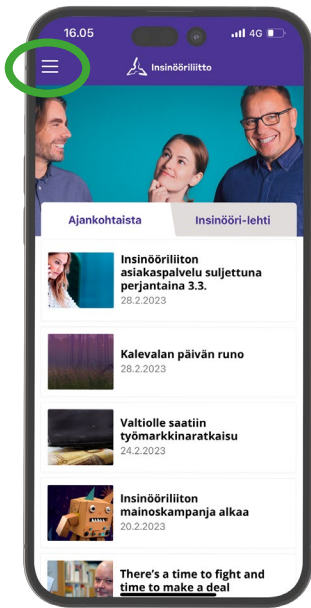 16.05
4G
Insinööriliitto
Ajankohtaista
Insinööri-lehti
Insinööriliiton
asiakaspalvelu suljettuna
perjantaina 3.3.
28.2.2023
Kalevalan päivän runo
28.2.2023
Valtiolle saatiin
työmarkkinaratkaisu
24.2.2023
Insinööriliiton
mainoskampanja alkaa
20.2.2023
There's a time to fight and
time to make a deal